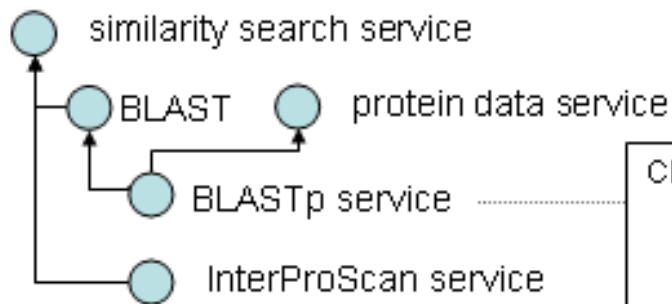 similarity search service
BLAST
protein data service
BLASTp service
InterProScan service